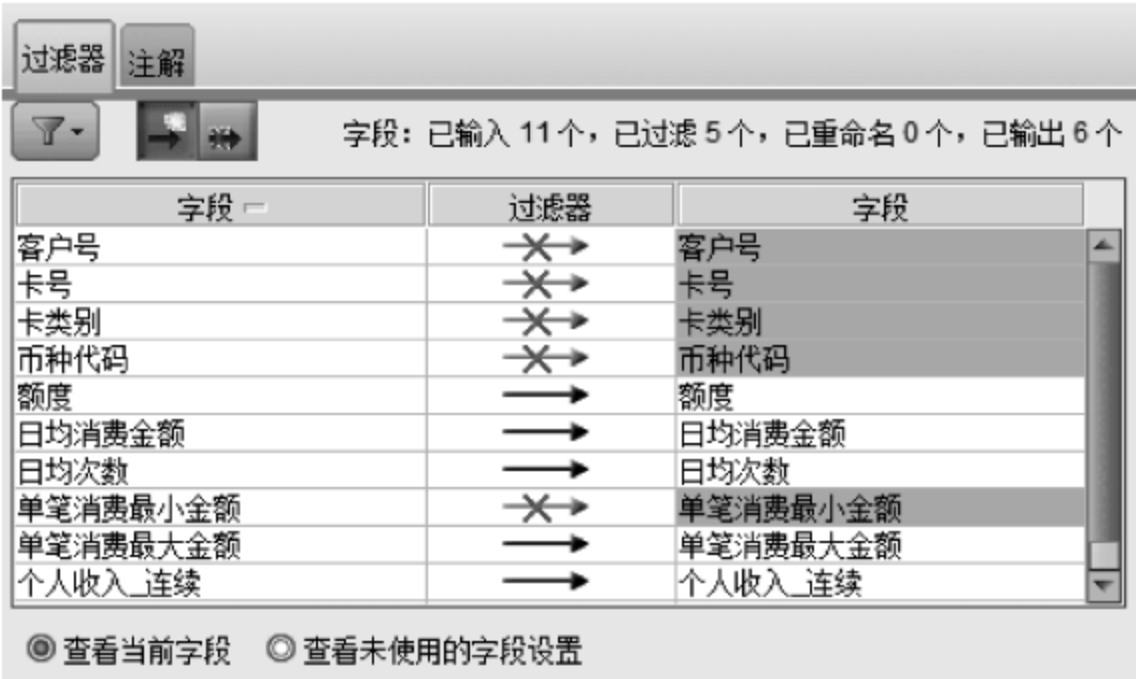 过滤器 注解
字段：已输入 11 个，已过滤 5 个，已重命名 0 个，已输出 6 个
字段 过滤器 字段
客户号 客户号
卡号 卡号
卡类别 卡类别
币种代码 币种代码
额度 额度
日均消费金额 日均消费金额
日均次数 日均次数
单笔消费最小金额 单笔消费最小金额
单笔消费最大金额 单笔消费最大金额
个人收入_连续 个人收入_连续
查看当前字段 查看未使用的字段设置